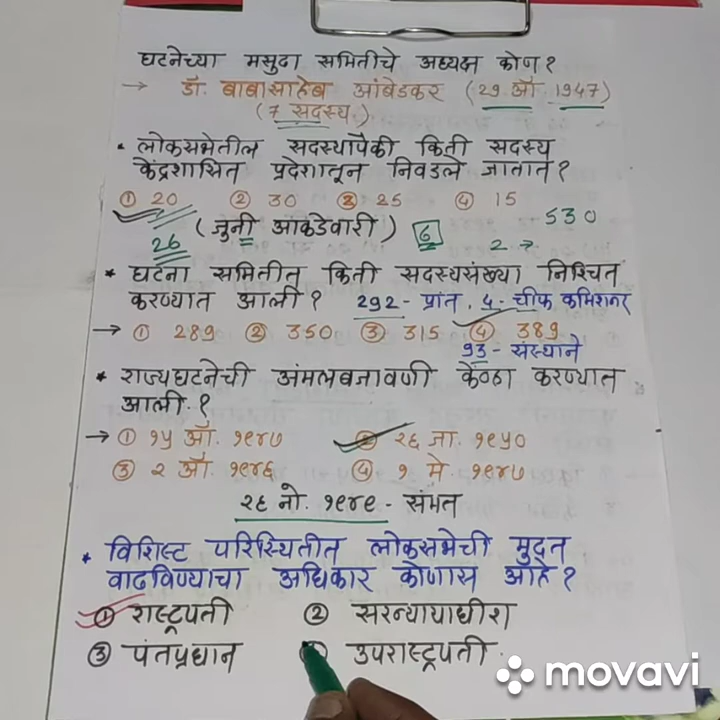 घटनेच्या मसुदा समितीचे अध्यक्ष कोण?
→ डॉ. बाबासाहेब आंबेडकर (29 ऑ. 1947)
(7 सदस्य)
• लोकसभेतील सदस्यांपैकी किती सदस्य
केंद्रशासित प्रदेशातून निवडले जातात?
① 20 ② 30 ③ 25 ④ 15
(जुनी आकडेवारी) 6 530
26 2 →
* घटना समितीत किती सदस्यसंख्या निश्चित
करण्यात आली? 292 - प्रांत, 4 - चीफ कमिशनर
→ ① 289 ② 350 ③ 315 ④ 389
93 - संस्थाने
* राज्यघटनेची अंमलबजावणी केव्हा करण्यात
आली.?
→ ① १५ ऑ. १९४७ ② २६ जा. १९५०
③ २ ऑ. १९४६ ④ १ मे. १९४७
२६ नो. १९४९ - संमत
* विशिष्ट परिस्थितीत लोकसभेची मुदत
वाढविण्याचा अधिकार कोणास आहे?
① राष्ट्रपती ② सरन्यायाधीश
③ पंतप्रधान उपराष्ट्रपती.
movavi